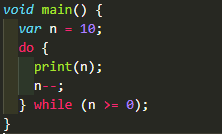 void main() {
  var n = 10;
  do {
    print(n);
    n--;
  } while (n >= 0);
}